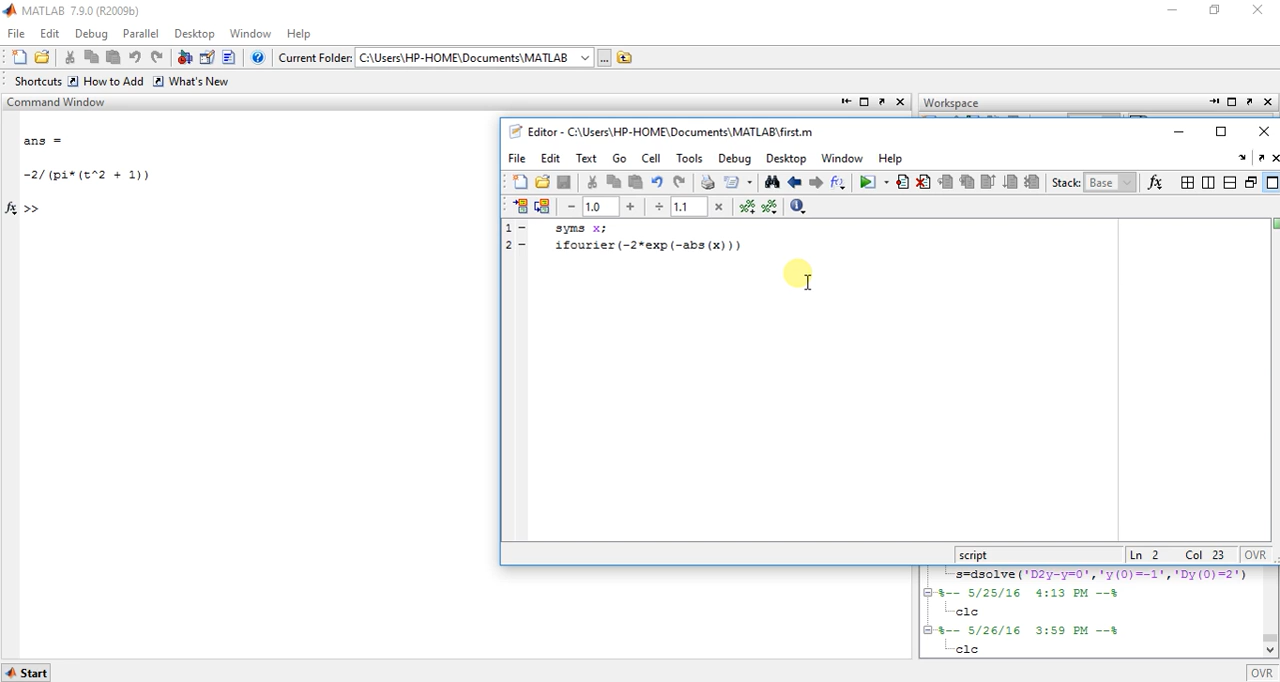 MATLAB 7.9.0 (R2009b)
File Edit Debug Parallel Desktop Window Help
Current Folder: C:\Users\HP-HOME\Documents\MATLAB ...
Shortcuts How to Add What's New
Command Window
Workspace
ans =
-2/(pi*(t^2 + 1))
fx >>
Editor - C:\Users\HP-HOME\Documents\MATLAB\first.m
File Edit Text Go Cell Tools Debug Desktop Window Help
Stack: Base fx
- 1.0 + ÷ 1.1 ×
1 - syms x;
2 - ifourier(-2*exp(-abs(x)))
script Ln 2 Col 23 OVR
s=dsolve('D2y-y=0','y(0)=-1','Dy(0)=2')
%-- 5/25/16 4:13 PM --%
clc
%-- 5/26/16 3:59 PM --%
clc
Start OVR